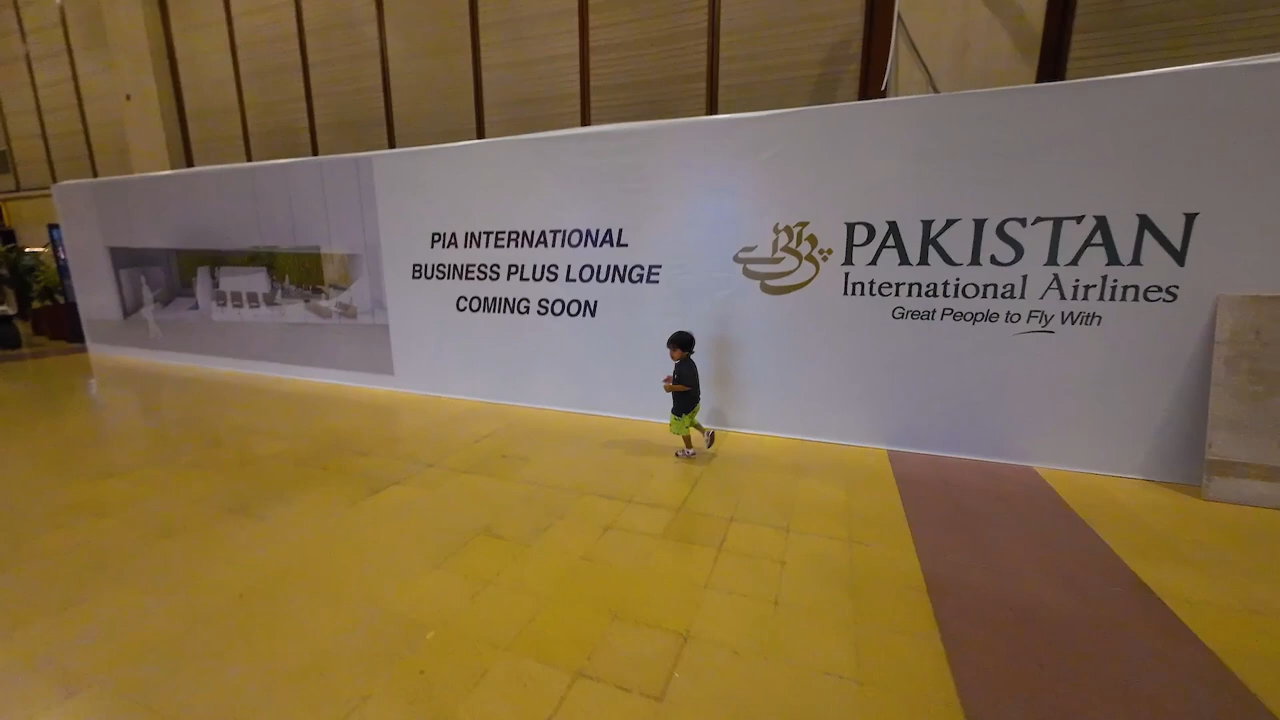 PIA INTERNATIONAL
BUSINESS PLUS LOUNGE
COMING SOON
PAKISTAN
International Airlines
Great People to Fly With